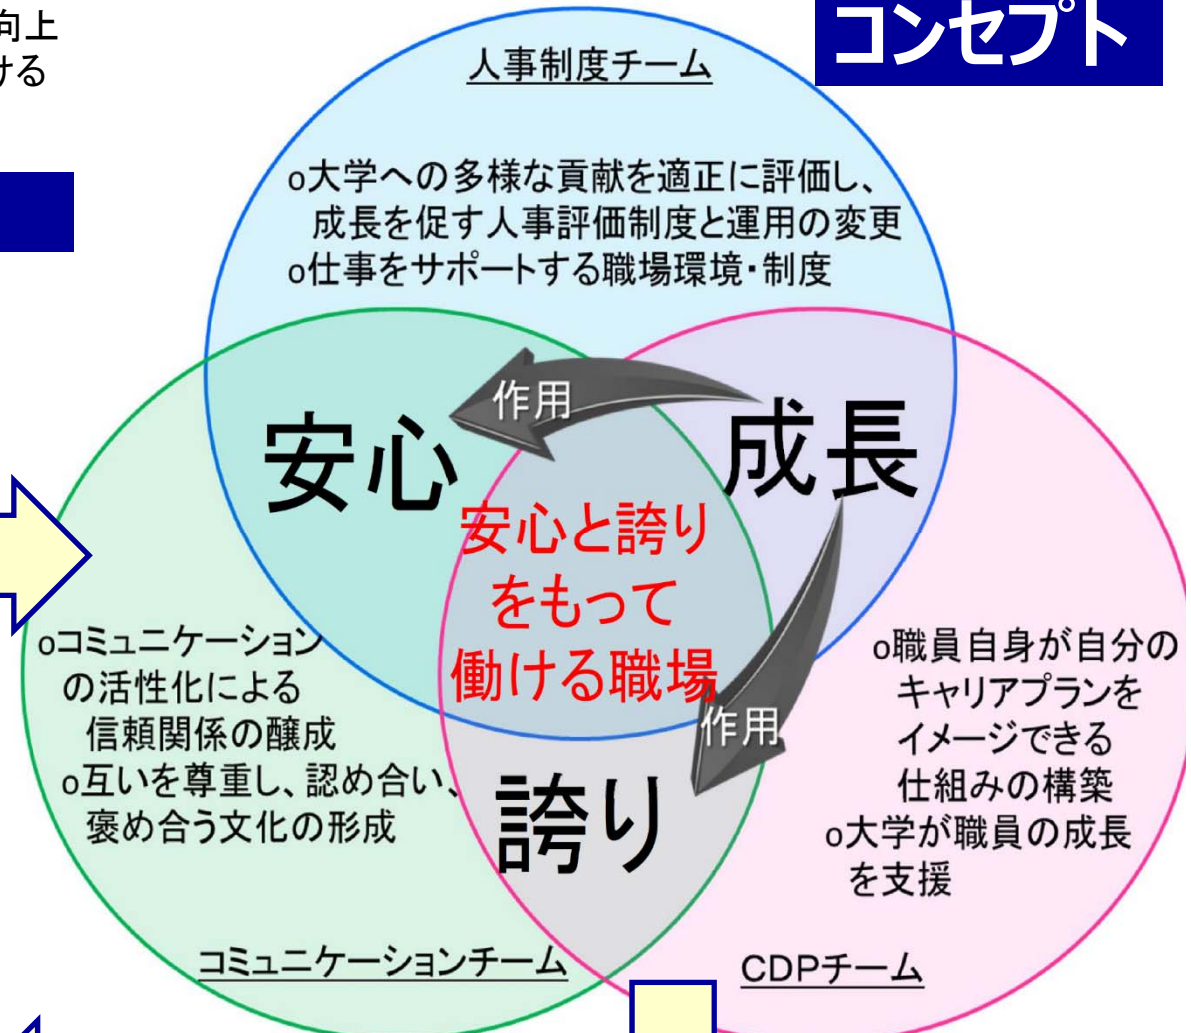 向上
ける
コンセプト
人事制度チーム
o大学への多様な貢献を適正に評価し、
成長を促す人事評価制度と運用の変更
o仕事をサポートする職場環境・制度
作用
安心
成長
安心と誇り
をもって
働ける職場
作用
誇り
oコミュニケーション
の活性化による
信頼関係の醸成
o互いを尊重し、認め合い、
褒め合う文化の形成
コミュニケーションチーム
o職員自身が自分の
キャリアプランを
イメージできる
仕組みの構築
o大学が職員の成長
を支援
CDPチーム